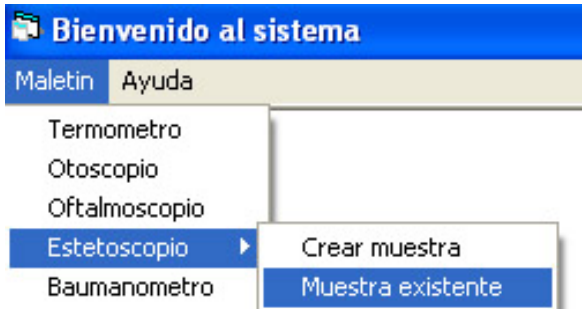 Bienvenido al sistema
Maletin Ayuda
Termometro
Otoscopio
Oftalmoscopio
Estetoscopio Crear muestra
Baumanometro Muestra existente